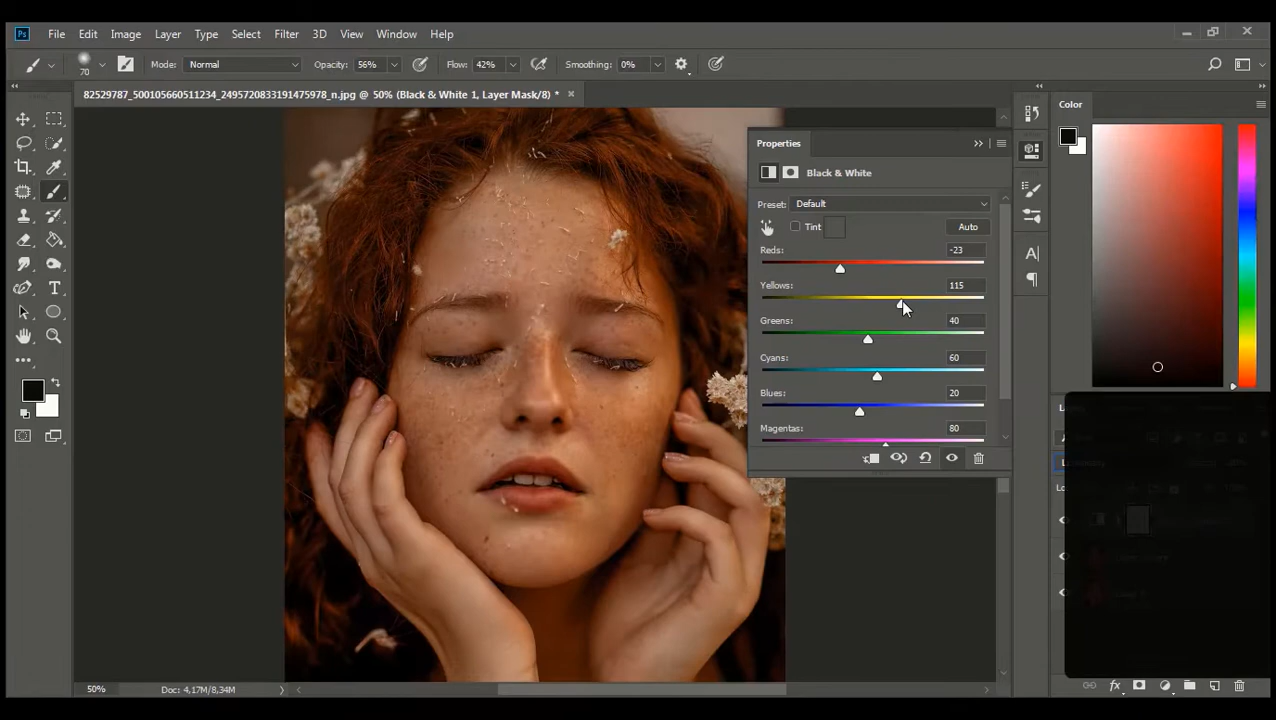 Ps File Edit Image Layer Type Select Filter 3D View Window Help
70 Mode: Normal Opacity: 56% Flow: 42% Smoothing: 0%
82529787_500105660511234_2495720833191475978_n.jpg @ 50% (Black & White 1, Layer Mask/8) *
Color
Properties
Black & White
Preset: Default
Tint Auto
Reds: -23
Yellows: 115
Greens: 40
Cyans: 60
Blues: 20
Magentas: 80
50% Doc: 4,17M/8,34M
fx